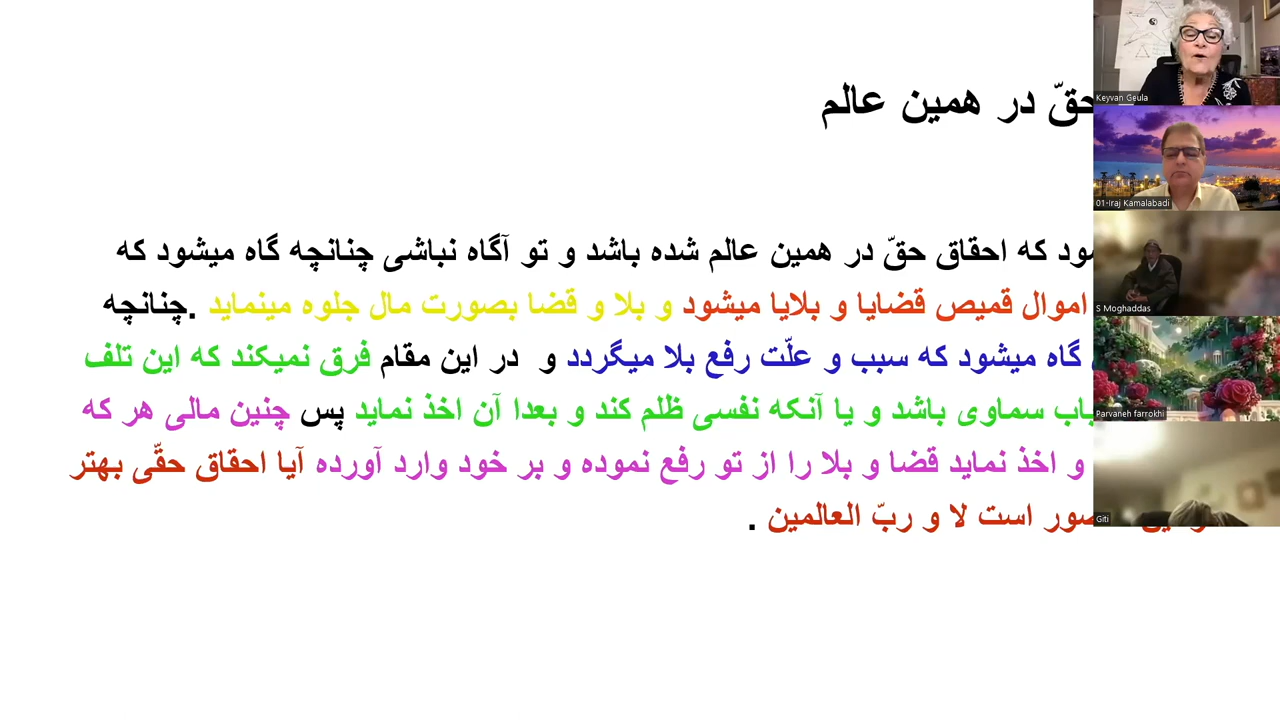 حقّ در همین عالم
که احقاق حقّ در همین عالم شده باشد و تو آگاه نباشی چنانچه گاه میشود که
اموال قمیص قضایا و بلایا میشود و بلا و قضا بصورت مال جلوه مینماید .چنانچه
گاه میشود که سبب و علّت رفع بلا میگردد و در این مقام فرق نمیکند که این تلف
سماوی باشد و یا آنکه نفسی ظلم کند و بعدا آن اخذ نماید پس چنین مالی هر که
و اخذ نماید قضا و بلا را از تو رفع نموده و بر خود وارد آورده آیا احقاق حقّی بهتر
است لا و ربّ العالمین .
Keyvan Geula
01-Iraj Kamalabadi
S Moghaddas
Parvaneh farrokhi
Giti